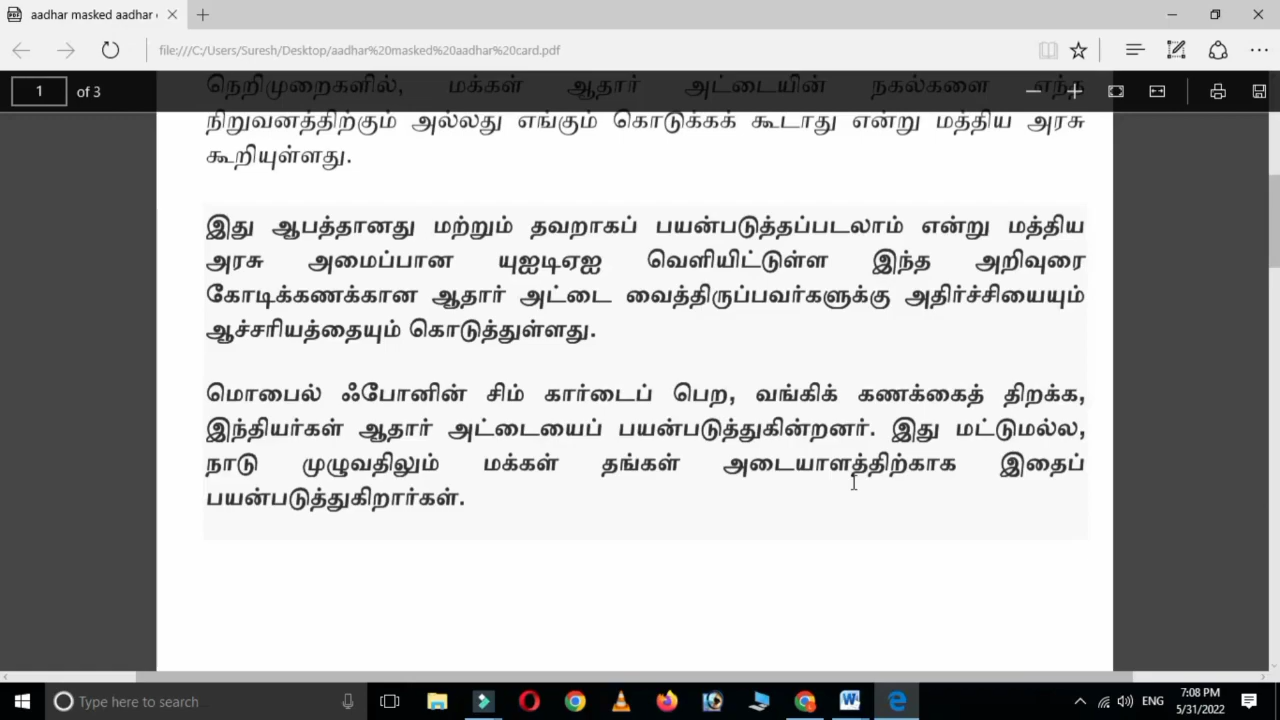 aadhar masked aadhar
file:///C:/Users/Suresh/Desktop/aadhar%20masked%20aadhar%20card.pdf
1 of 3
நெறிமுறைகளில், மக்கள் ஆதார் அட்டையின் நகல்களை எந்த
நிறுவனத்திற்கும் அல்லது எங்கும் கொடுக்கக் கூடாது என்று மத்திய அரசு
கூறியுள்ளது.
இது ஆபத்தானது மற்றும் தவறாகப் பயன்படுத்தப்படலாம் என்று மத்திய
அரசு அமைப்பான யுஐடிஏஐ வெளியிட்டுள்ள இந்த அறிவுரை
கோடிக்கணக்கான ஆதார் அட்டை வைத்திருப்பவர்களுக்கு அதிர்ச்சியையும்
ஆச்சரியத்தையும் கொடுத்துள்ளது.
மொபைல் ஃபோனின் சிம் கார்டைப் பெற, வங்கிக் கணக்கைத் திறக்க,
இந்தியர்கள் ஆதார் அட்டையைப் பயன்படுத்துகின்றனர். இது மட்டுமல்ல,
நாடு முழுவதிலும் மக்கள் தங்கள் அடையாளத்திற்காக இதைப்
பயன்படுத்துகிறார்கள்.
Type here to search
ENG
7:08 PM
5/31/2022